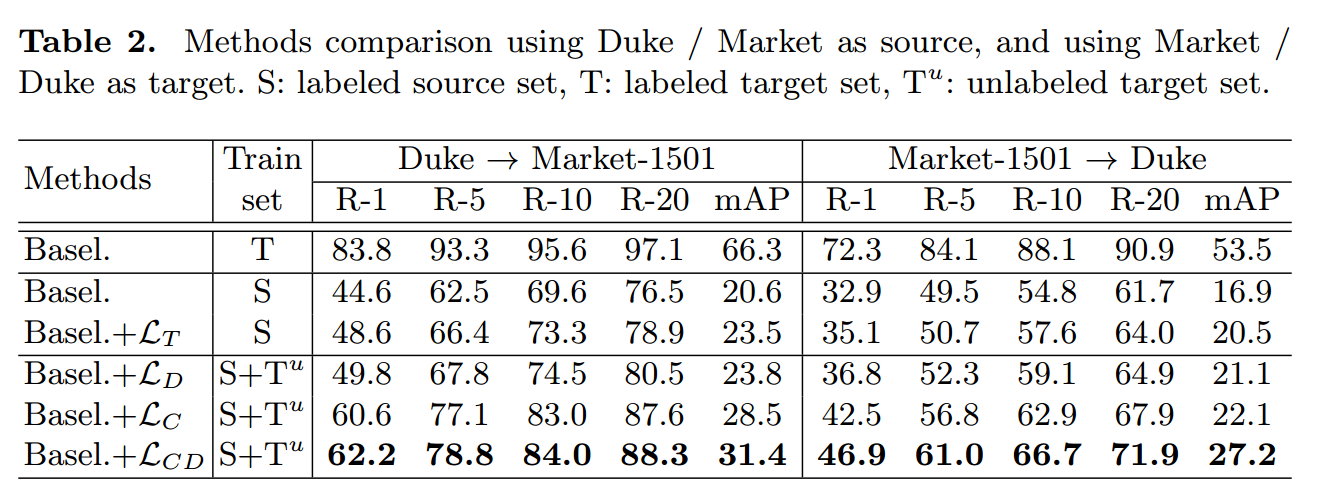 Table 2. Methods comparison using Duke / Market as source, and using Market /
Duke as target. S: labeled source set, T: labeled target set, Tᵘ: unlabeled target set.
Methods Train set Duke → Market-1501 Market-1501 → Duke
R-1 R-5 R-10 R-20 mAP R-1 R-5 R-10 R-20 mAP
Basel. T 83.8 93.3 95.6 97.1 66.3 72.3 84.1 88.1 90.9 53.5
Basel. S 44.6 62.5 69.6 76.5 20.6 32.9 49.5 54.8 61.7 16.9
Basel.+ℒ_T S 48.6 66.4 73.3 78.9 23.5 35.1 50.7 57.6 64.0 20.5
Basel.+ℒ_D S+Tᵘ 49.8 67.8 74.5 80.5 23.8 36.8 52.3 59.1 64.9 21.1
Basel.+ℒ_C S+Tᵘ 60.6 77.1 83.0 87.6 28.5 42.5 56.8 62.9 67.9 22.1
Basel.+ℒ_CD S+Tᵘ 62.2 78.8 84.0 88.3 31.4 46.9 61.0 66.7 71.9 27.2